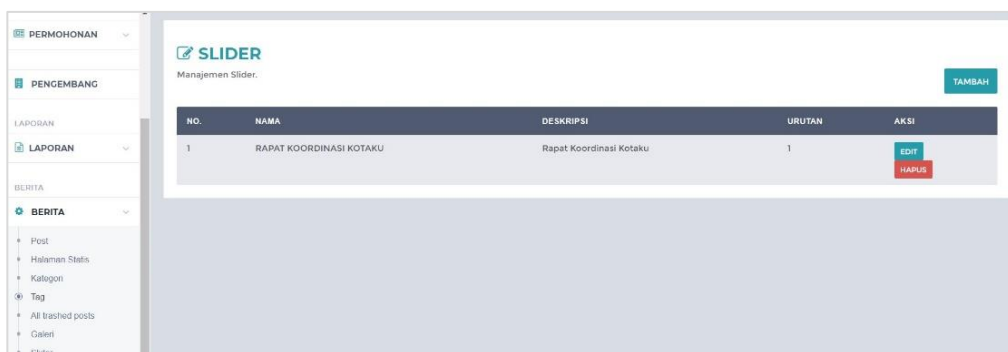 PERMOHONAN
PENGEMBANG
LAPORAN
LAPORAN
BERITA
BERITA
Post
Halaman Statis
Kategori
Tag
All trashed posts
Galeri
Slider
SLIDER
Manajemen Slider.
TAMBAH
NO. NAMA DESKRIPSI URUTAN AKSI
1 RAPAT KOORDINASI KOTAKU Rapat Koordinasi Kotaku 1 EDIT
HAPUS